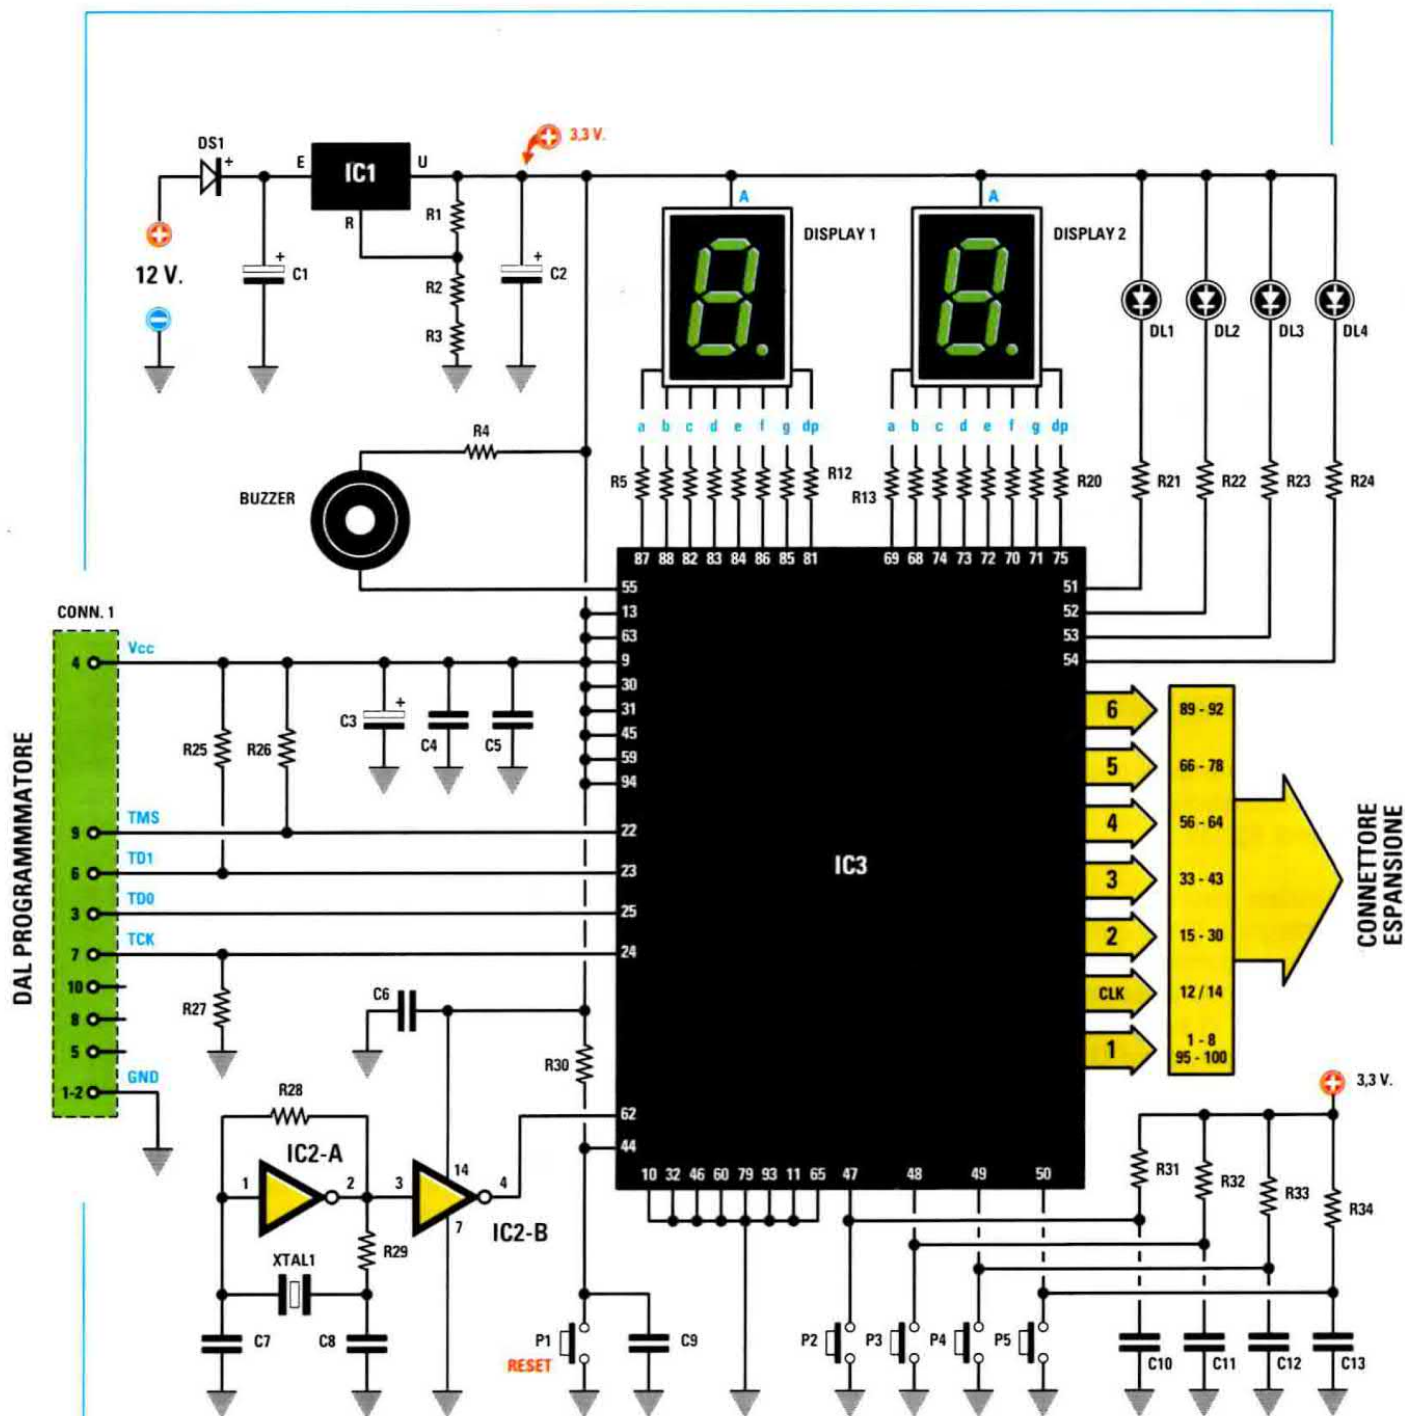 3,3 V.
DS1
+
E
IC1
U
R
R1
R2
R3
+
C1
+
C2
12 V.
A
DISPLAY 1
A
DISPLAY 2
DL1
DL2
DL3
DL4
R4
BUZZER
a b c d e f g dp
a b c d e f g dp
R5
R12
R13
R20
R21
R22
R23
R24
87 88 82 83 84 86 85 81
69 68 74 73 72 70 71 75
55
13
63
9
30
31
45
59
94
22
23
25
24
62
44
51
52
53
54
CONN. 1
DAL PROGRAMMMATORE
4
Vcc
9
TMS
6
TD1
3
TD0
7
TCK
10
8
5
1-2
GND
R25
R26
C3
+
C4
C5
R27
C6
R30
IC3
6
89 - 92
5
66 - 78
4
56 - 64
3
33 - 43
2
15 - 30
CLK
12 / 14
1
1 - 8
95 - 100
CONNETTORE
ESPANSIONE
3,3 V.
R28
IC2-A
1
2
3
14
4
7
IC2-B
R29
XTAL1
C7
C8
P1
RESET
C9
10 32 46 60 79 93 11 65 47 48 49 50
R31
R32
R33
R34
P2
P3
P4
P5
C10
C11
C12
C13